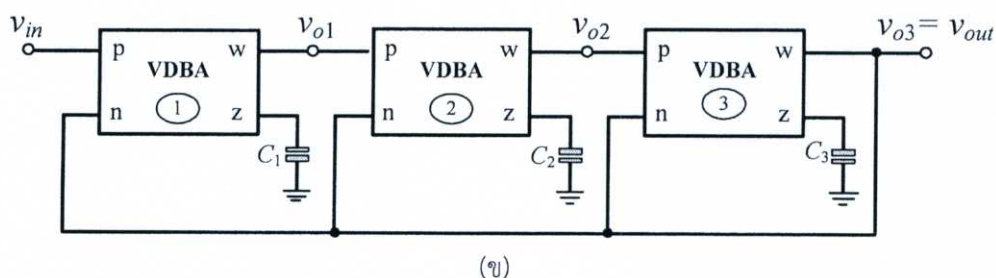 v_in v_o1 v_o2 v_o3 = v_out
p w p w p w
VDBA VDBA VDBA
1 2 3
n z n z n z
C_1 C_2 C_3
(ข)